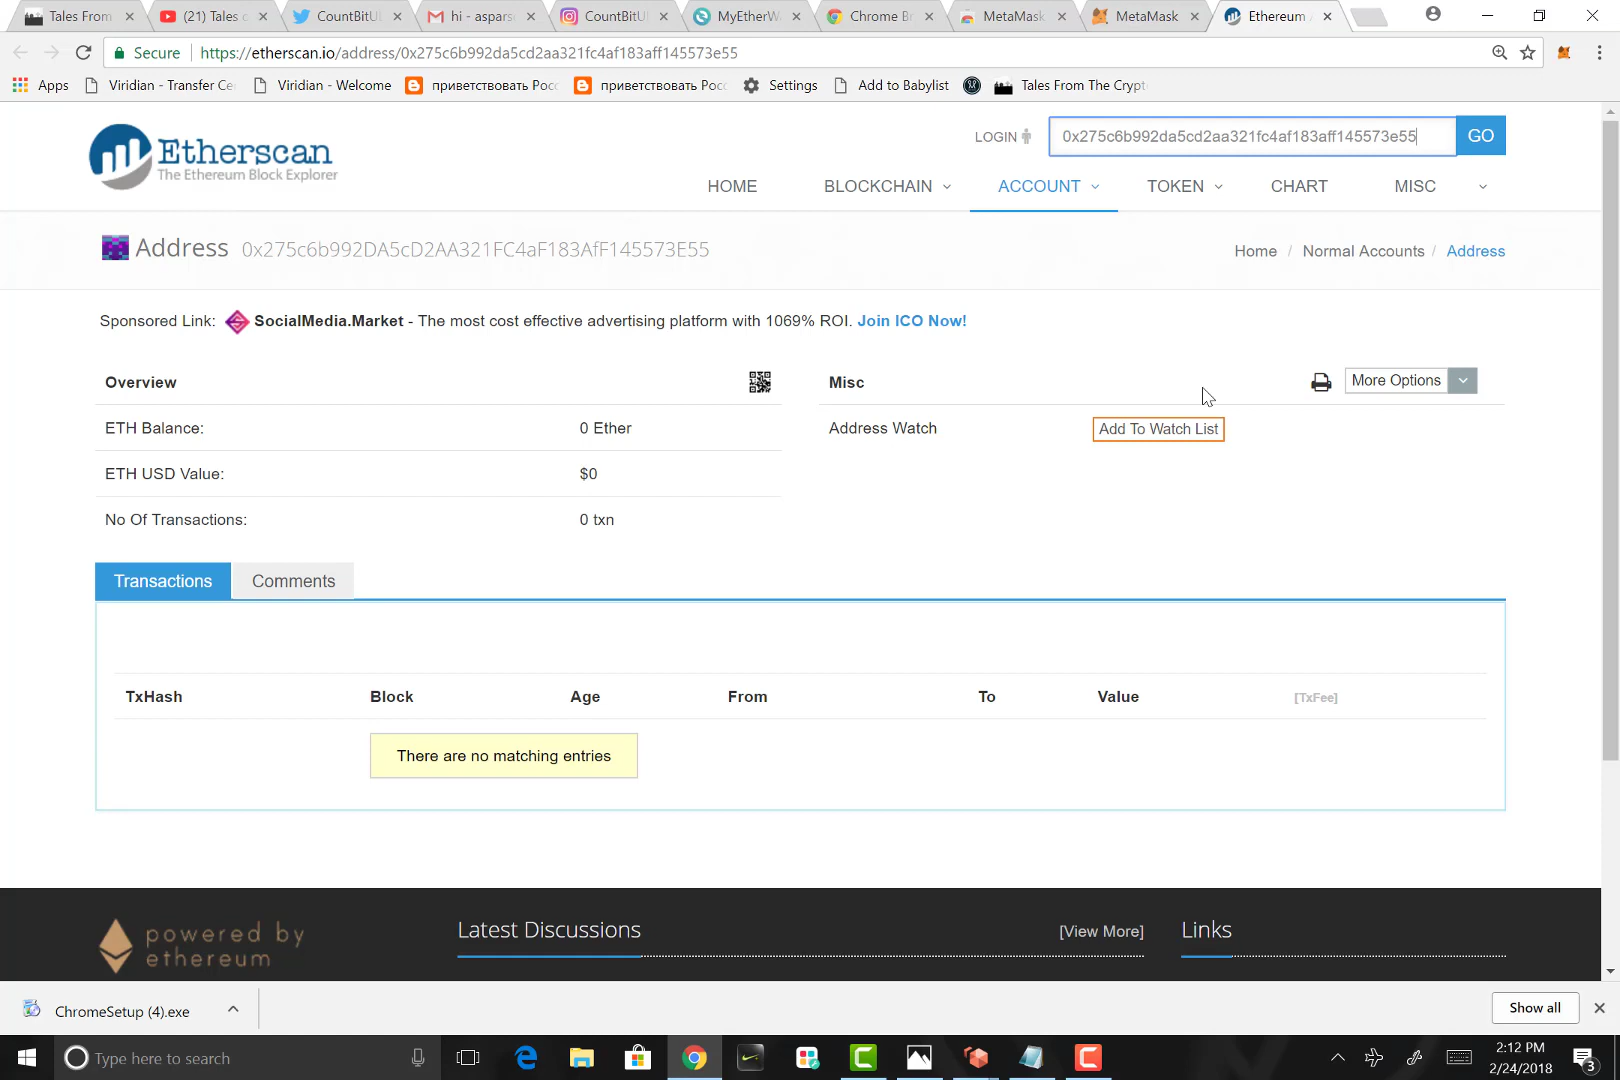 Tales From
(21) Tales c
CountBitUl
hi - aspars
CountBitUl
MyEtherW
Chrome Br
MetaMask
MetaMask
Ethereum
Secure https://etherscan.io/address/0x275c6b992da5cd2aa321fc4af183aff145573e55
Apps Viridian - Transfer Ce Viridian - Welcome приветствовать Росс приветствовать Росс Settings Add to Babylist Tales From The Crypt
Etherscan
The Ethereum Block Explorer
LOGIN 0x275c6b992da5cd2aa321fc4af183aff145573e55 GO
HOME BLOCKCHAIN ACCOUNT TOKEN CHART MISC
Address 0x275c6b992DA5cD2AA321FC4aF183AfF145573E55
Home / Normal Accounts / Address
Sponsored Link: SocialMedia.Market - The most cost effective advertising platform with 1069% ROI. Join ICO Now!
Overview
Misc
More Options
ETH Balance: 0 Ether
Address Watch Add To Watch List
ETH USD Value: $0
No Of Transactions: 0 txn
Transactions Comments
TxHash Block Age From To Value [TxFee]
There are no matching entries
powered by
ethereum
Latest Discussions [View More]
Links
ChromeSetup (4).exe
Show all
Type here to search
2:12 PM
2/24/2018
3